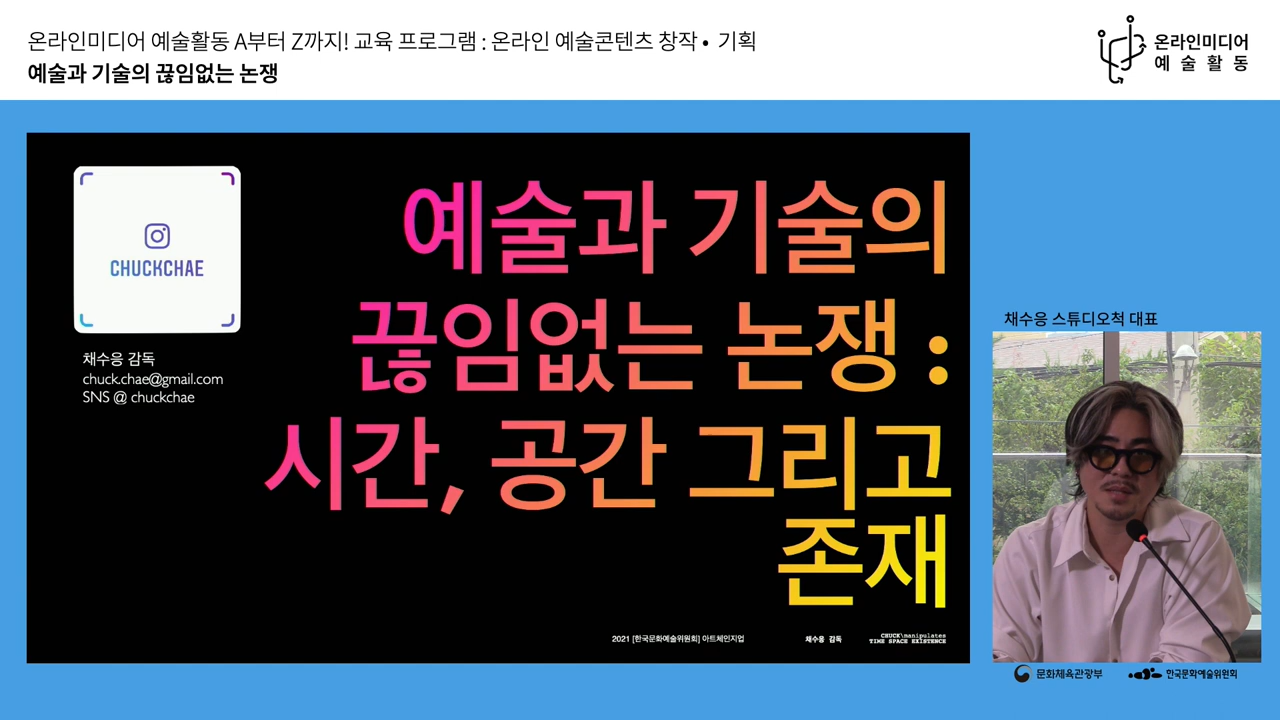 온라인미디어 예술활동 A부터 Z까지! 교육 프로그램 : 온라인 예술콘텐츠 창작• 기획
예술과 기술의 끊임없는 논쟁
온라인미디어
예술활동
CHUCKCHAE
채수응 감독
chuck.chae@gmail.com
SNS @ chuckchae
예술과 기술의
끊임없는 논쟁 :
시간, 공간 그리고
존재
2021 [한국문화예술위원회] 아트체인지업
채수응 감독
CHUCK\manipulates
TIME SPACE EXISTENCE
채수응 스튜디오척 대표
문화체육관광부
한국문화예술위원회